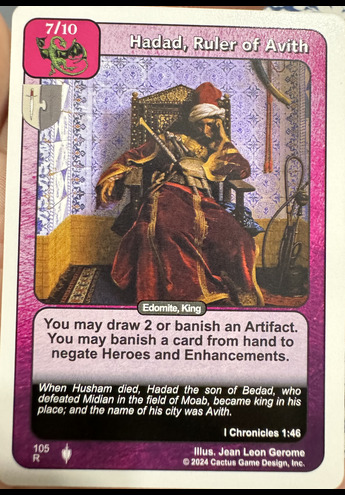 7/10
Hadad, Ruler of Avith
Edomite, King
You may draw 2 or banish an Artifact.
You may banish a card from hand to
negate Heroes and Enhancements.
When Husham died, Hadad the son of Bedad, who
defeated Midian in the field of Moab, became king in his
place; and the name of his city was Avith.
I Chronicles 1:46
105
R
Illus. Jean Leon Gerome
© 2024 Cactus Game Design, Inc.